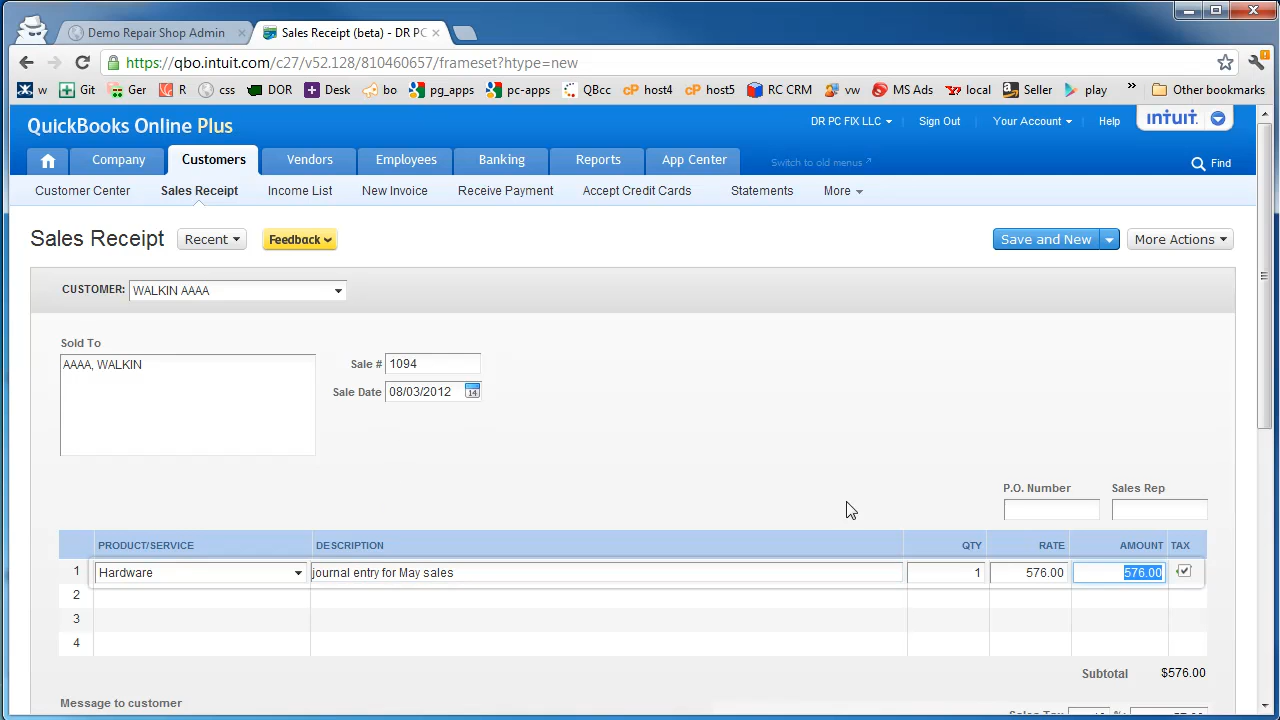 Demo Repair Shop Admin
Sales Receipt (beta) - DR PC
https://qbo.intuit.com/c27/v52.128/810460657/frameset?htype=new
w Git Ger R css DOR Desk bo pg_apps pc-apps QBcc host4 host5 RC CRM vw MS Ads local Seller play » Other bookmarks
QuickBooks Online Plus
DR PC FIX LLC Sign Out Your Account Help intuit
Company Customers Vendors Employees Banking Reports App Center Switch to old menus Find
Customer Center Sales Receipt Income List New Invoice Receive Payment Accept Credit Cards Statements More
Sales Receipt Recent Feedback Save and New More Actions
CUSTOMER: WALKIN AAAA
Sold To
AAAA, WALKIN
Sale # 1094
Sale Date 08/03/2012 14
P.O. Number Sales Rep
PRODUCT/SERVICE DESCRIPTION QTY RATE AMOUNT TAX
1 Hardware journal entry for May sales 1 576.00 576.00
2
3
4
Subtotal $576.00
Message to customer
Sales Tax